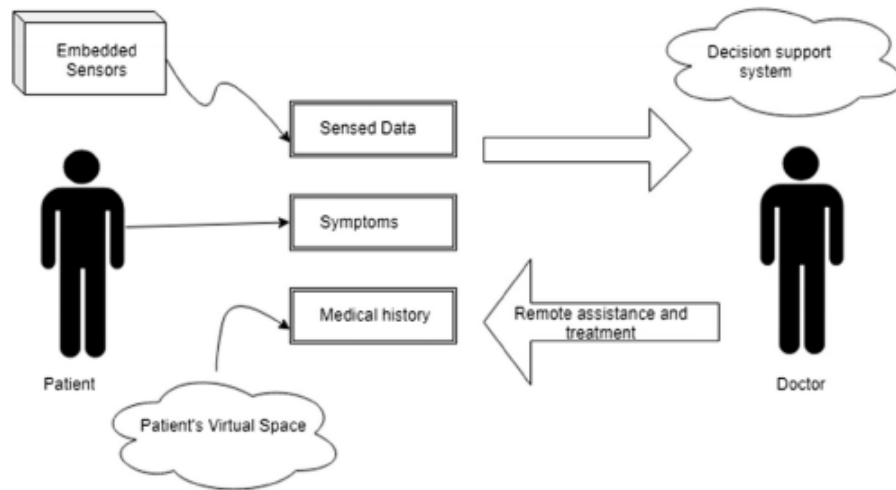 Embedded
Sensors
Decision support
system
Sensed Data
Symptoms
Medical history
Remote assistance and
treatment
Patient
Doctor
Patient's Virtual Space